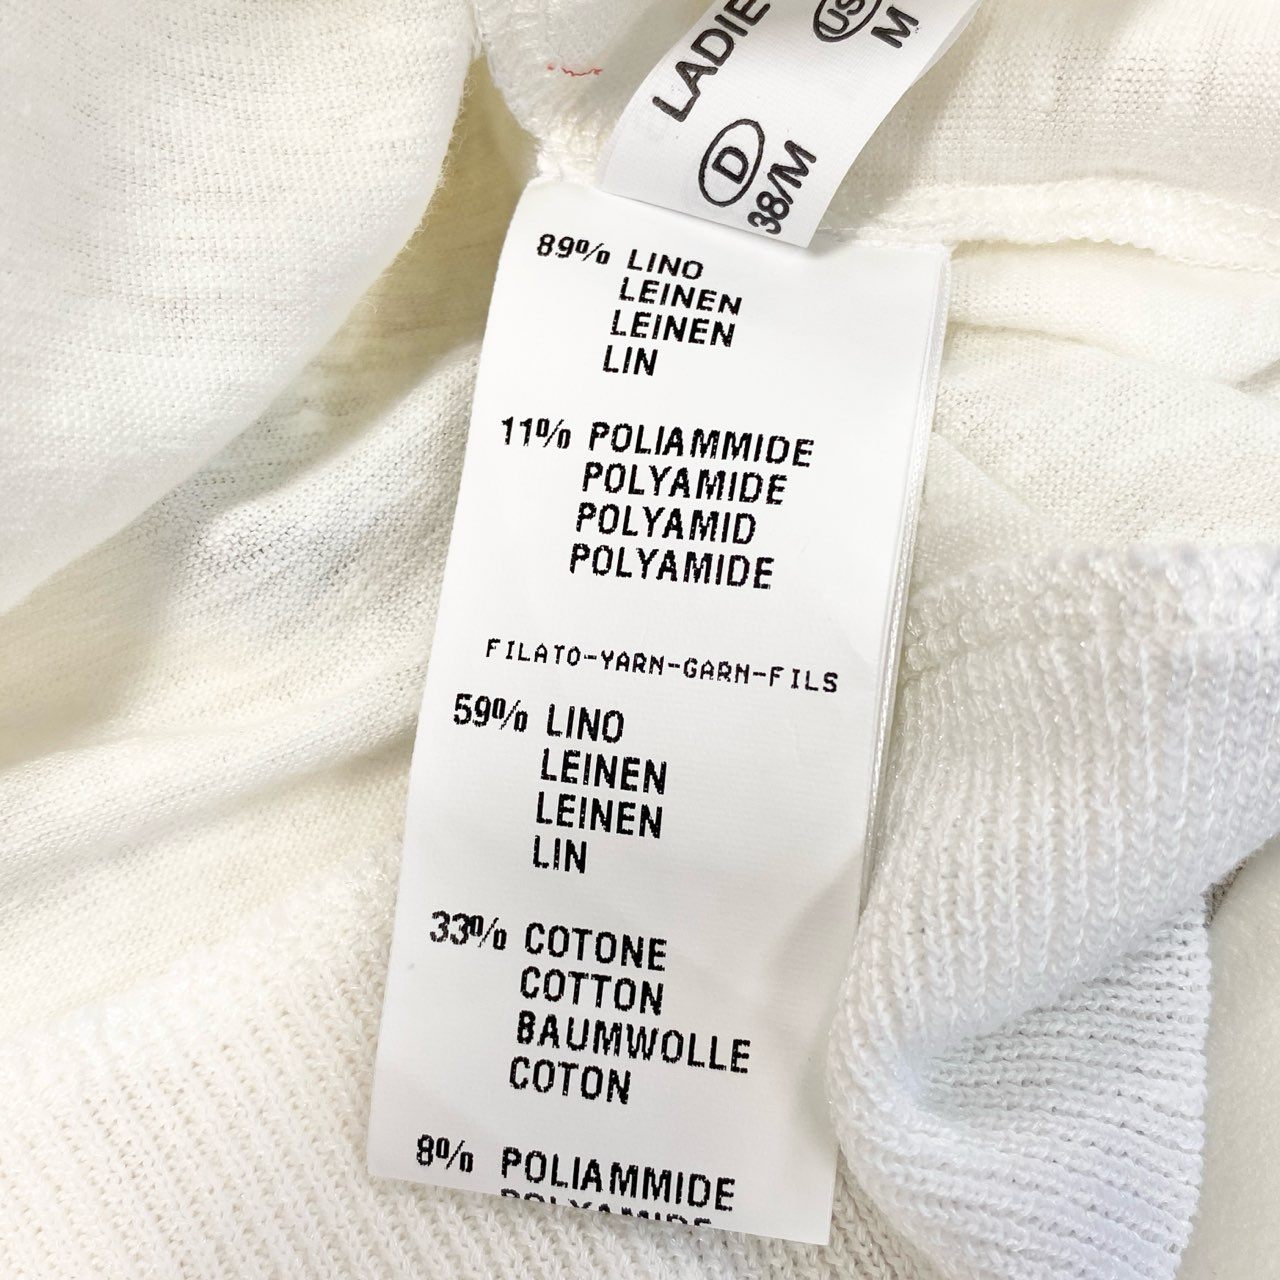 LADIE
US
M
D
38/M
89% LINO
LEINEN
LEINEN
LIN
11% POLIAMMIDE
POLYAMIDE
POLYAMID
POLYAMIDE
FILATO-YARN-GARN-FILS
59% LINO
LEINEN
LEINEN
LIN
33% COTONE
COTTON
BAUMWOLLE
COTON
8% POLIAMMIDE
POLYAMIDE